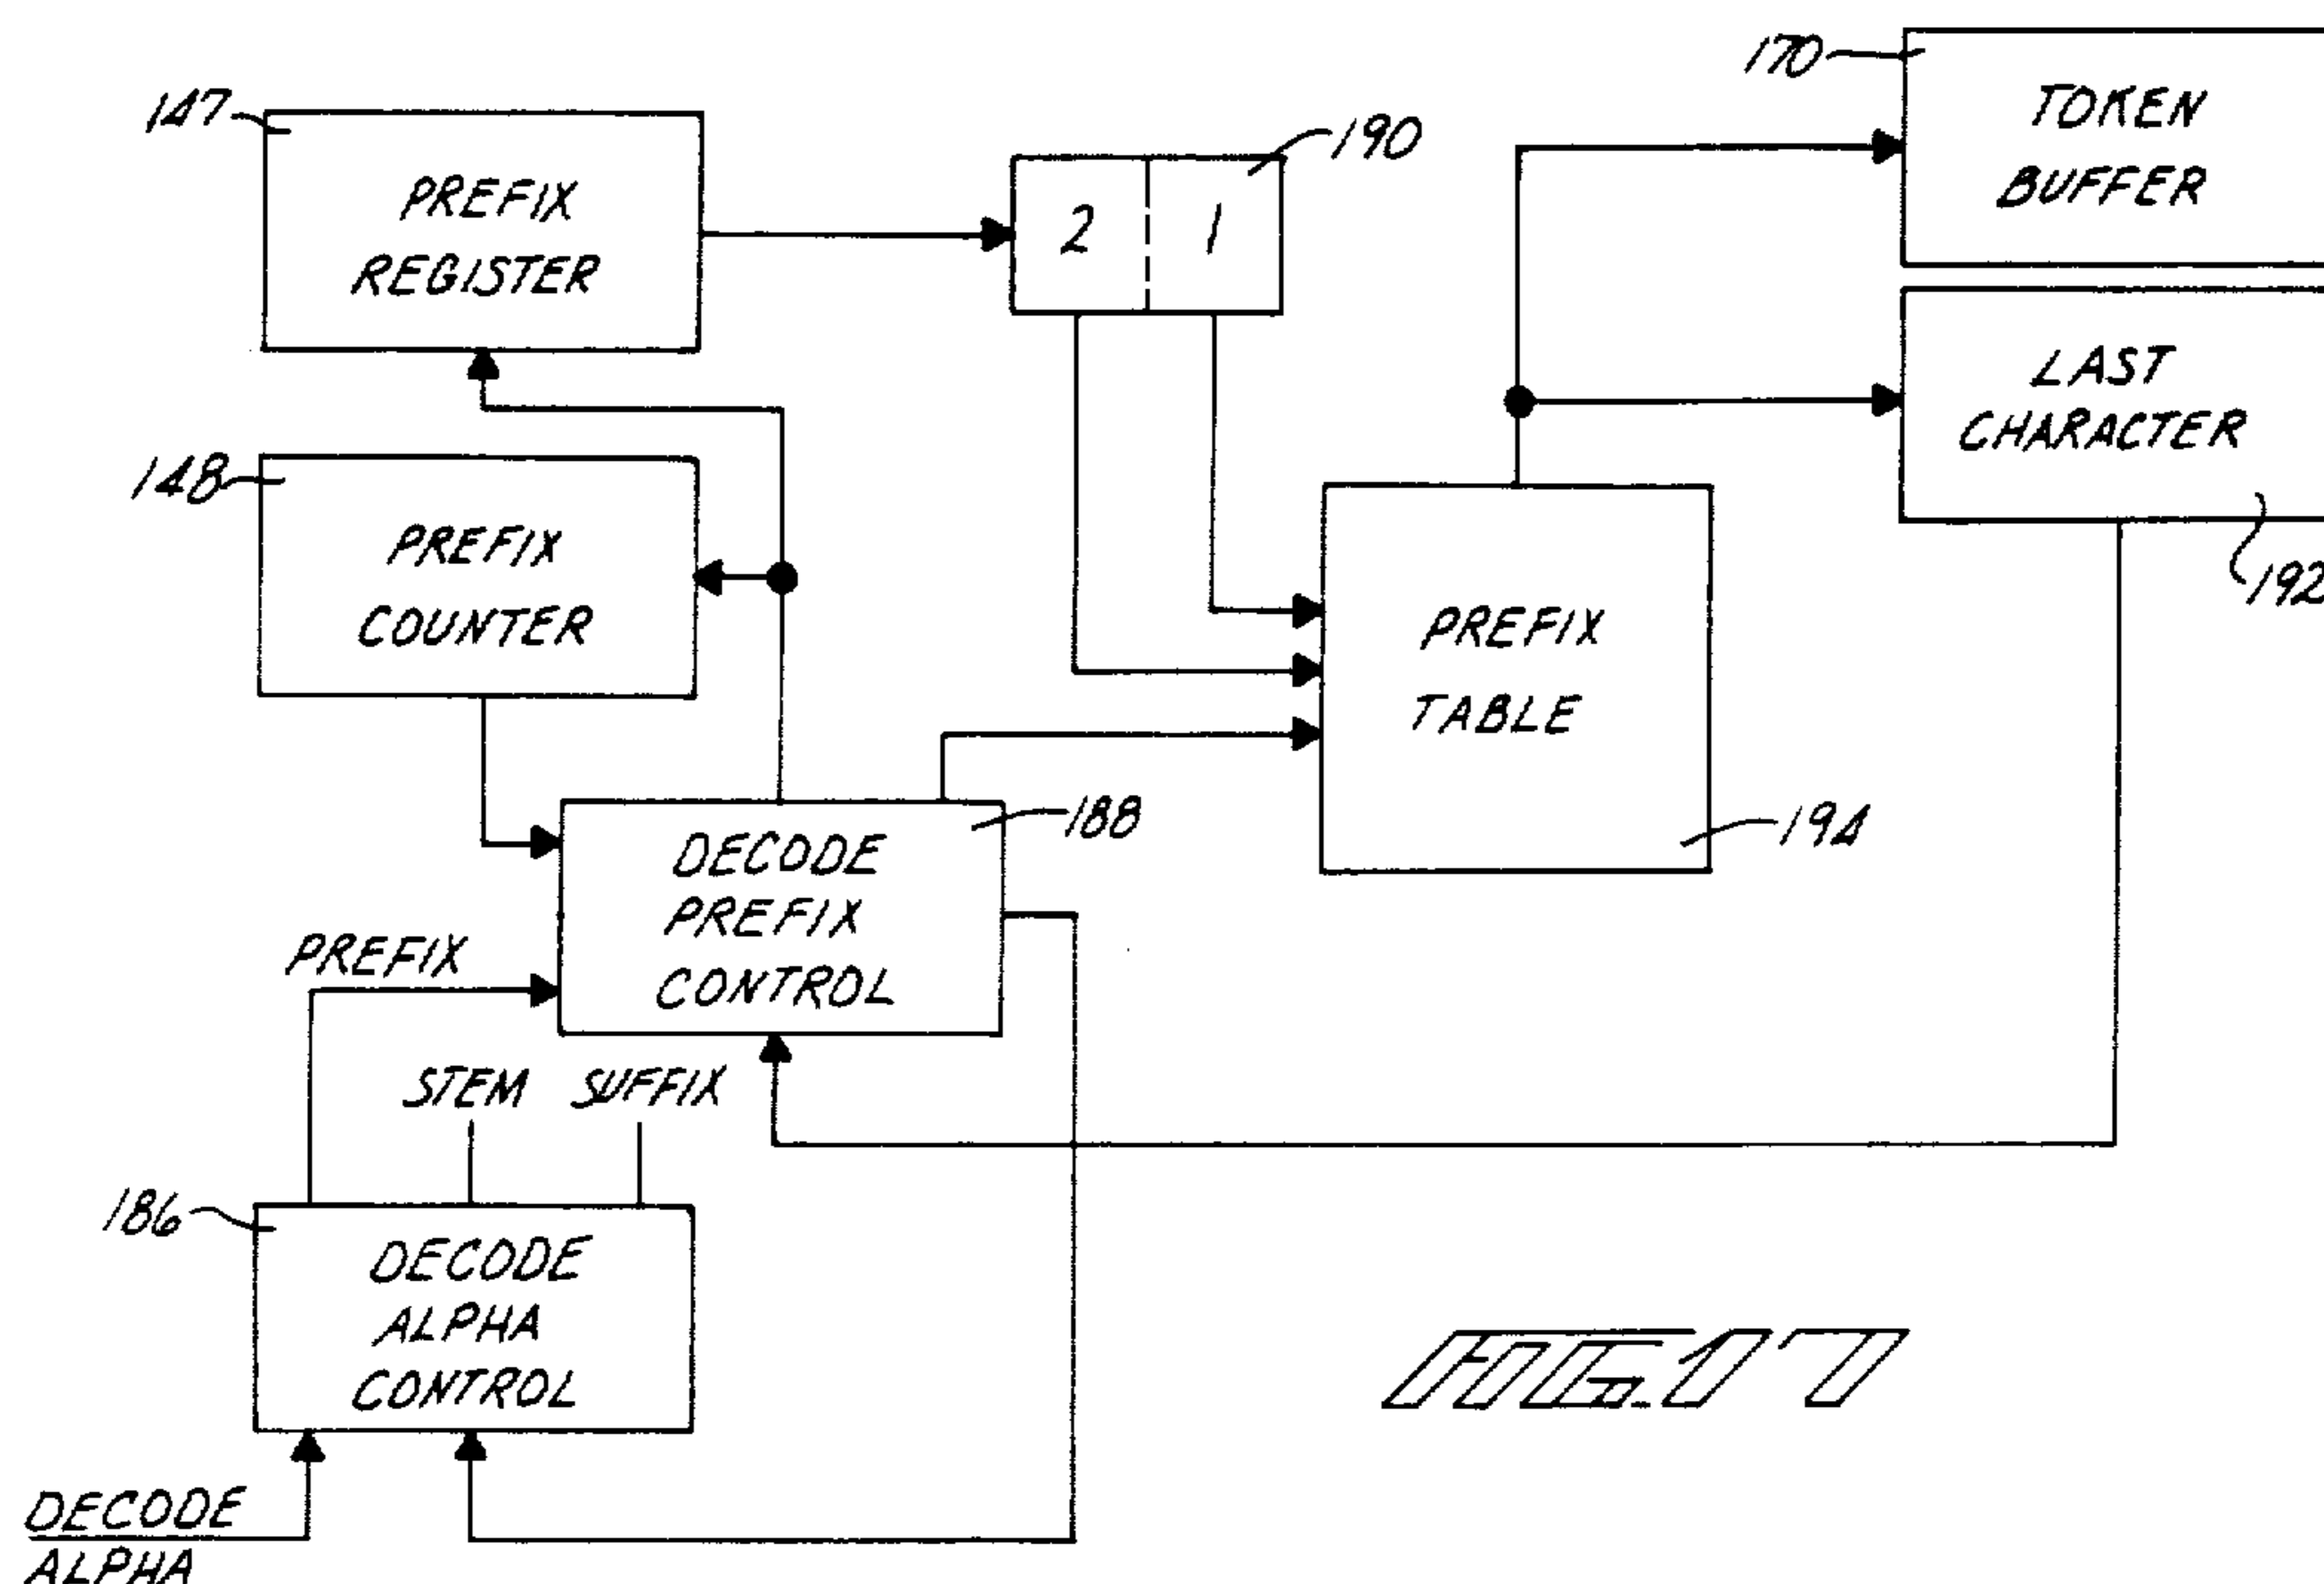 170
TOKEN
BUFFER
147
PREFIX
REGISTER
190
2 1
LAST
CHARACTER
192
148
PREFIX
COUNTER
PREFIX
TABLE
194
188
DECODE
PREFIX
CONTROL
PREFIX
STEM SUFFIX
186
DECODE
ALPHA
CONTROL
DECODE
ALPHA
FIG. 17